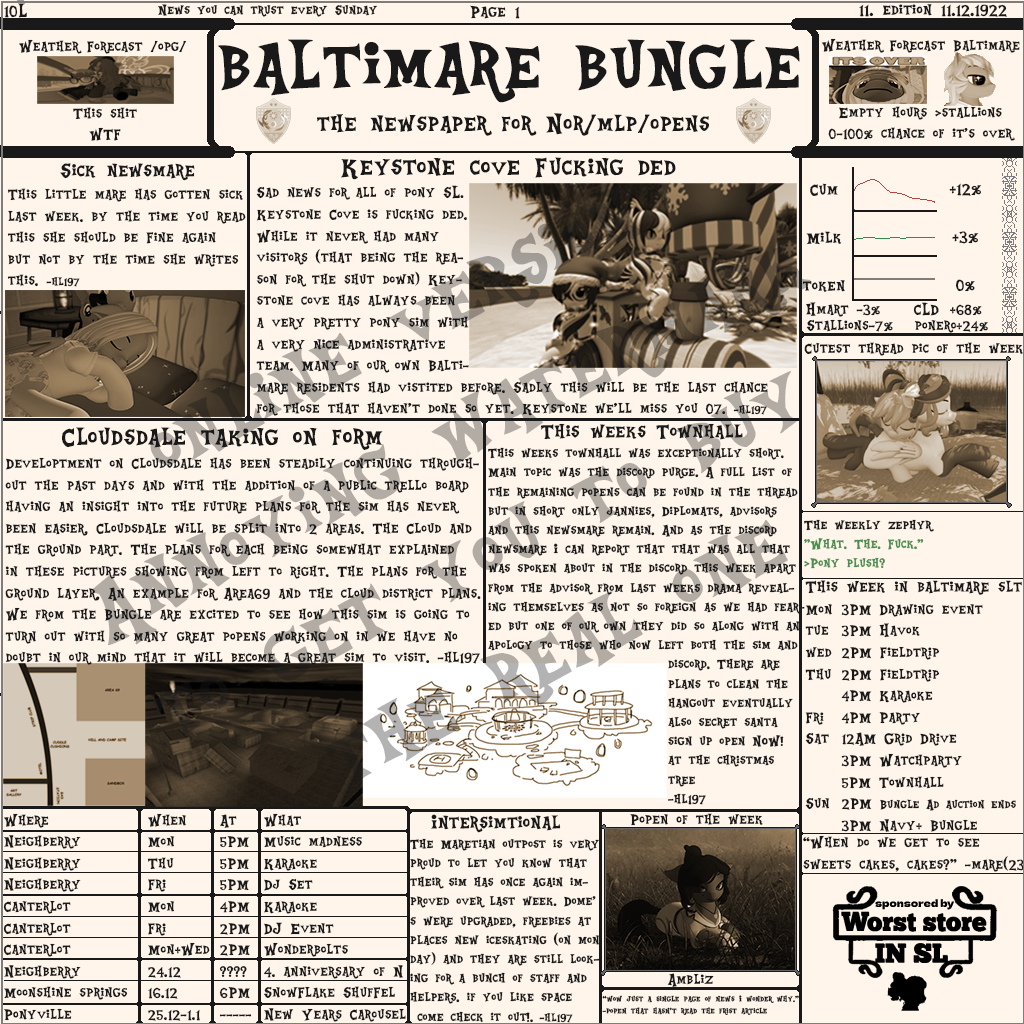 10L
News you can trust every Sunday
Page 1
11. Edition 11.12.1922
Weather Forecast /opg/
This shit
WTF
BALTiMARE BUNGLE
The newspaper for Nor/mlp/opens
Weather Forecast Baltimare
ITS OVER
Empty hours >Stallions
0-100% chance of it's over
Sick Newsmare
This little mare has gotten sick
last week. By the time you read
this she should be fine again
but not by the time she writes
this. -HL197
Keystone cove Fucking ded
Sad news for all of pony SL.
Keystone Cove is fucking ded.
While it never had many
visitors (that being the rea-
son for the shut down) Key-
stone cove has always been
a very pretty pony sim with
a very nice administrative
team. Many of our own Balti-
mare residents had vistited before. Sadly this will be the last chance
for those that haven't done so yet. Keystone we'll miss you o7. -HL197
Cum +12%
Milk +3%
Token 0%
Hmart -3% CLD +68%
Stallions-7% Ponero+24%
Cutest thread pic of the week
Cloudsdale taking on form
Developtment on Cloudsdale has been steadily continuing through-
out the past days and with the addition of a public trello board
having an insight into the future plans for the sim has never
been easier. Cloudsdale will be split into 2 areas. The cloud and
the ground part. The plans for each being somewhat explained
in these pictures showing from left to right. The plans for the
ground layer, an example for Area69 and the cloud district plans.
We from the Bungle are excited to see how this sim is going to
turn out with so many great popens working on in we have no
doubt in our mind that it will become a great sim to visit. -HL197
This weeks Townhall
This weeks townhall was exceptionally short.
Main topic was the discord purge. A full list of
the remaining popens can be found in the thread
but in short only jannies, diplomats, advisors
and this newsmare remain. And as the discord
newsmare I can report that that was all that
was spoken about in the discord this week apart
from the advisor from last weeks drama reveal-
ing themselves as not so foreign as we had fear-
ed but one of our own they did so along with an
apology to those who now left both the sim and
discord. There are
plans to clean the
hangout eventually
also secret santa
sign up open NOW!
at the christmas
tree
-HL197
The weekly zephyr
"What. The. Fuck."
>Pony plush?
This week in Baltimare SLT
Mon 3PM Drawing event
Tue 3PM Havok
Wed 2PM Fieldtrip
Thu 2PM Fieldtrip
4PM Karaoke
Fri 4PM Party
Sat 12AM Grid Drive
3PM Watchparty
5PM Townhall
Sun 2PM Bungle ad auction ends
3PM Navy+ Bungle
"When do we get to see
sweets cakes, cakes?" -Mare(23
AREA 69
HELL AND CAMP SITE
SANDBOX
ART
GALLERY
Where When At What
Neighberry Mon 5PM Music Madness
Neighberry Thu 5PM Karaoke
Neighberry Fri 5PM DJ Set
Canterlot Mon 4PM Karaoke
Canterlot Fri 2PM DJ Event
Canterlot Mon+Wed 2PM Wonderbolts
Neighberry 24.12 ???? 4. Anniversary of N
Moonshine Springs 16.12 6PM Snowflake Shuffel
Ponyville 25.12-1.1 ----- New Years Carousel
Intersimtional
The Maretian outpost is very
proud to let you know that
their sim has once again im-
proved over last week. Dome'
s were upgraded, freebies at
places new iceskating (on mon
day) and they are still look-
ing for a bunch of staff and
helpers. If you like space
come check it out!. -HL197
Popen of the week
Ambliz
"Wow just a single page of news I wonder why."
-Popen that hasn't read the frist article
sponsored by
Worst store
IN SL
ONLINE VERSION
ANNOYING WATERMARK
TO GET YOU TO BUY
THE REAL ONE